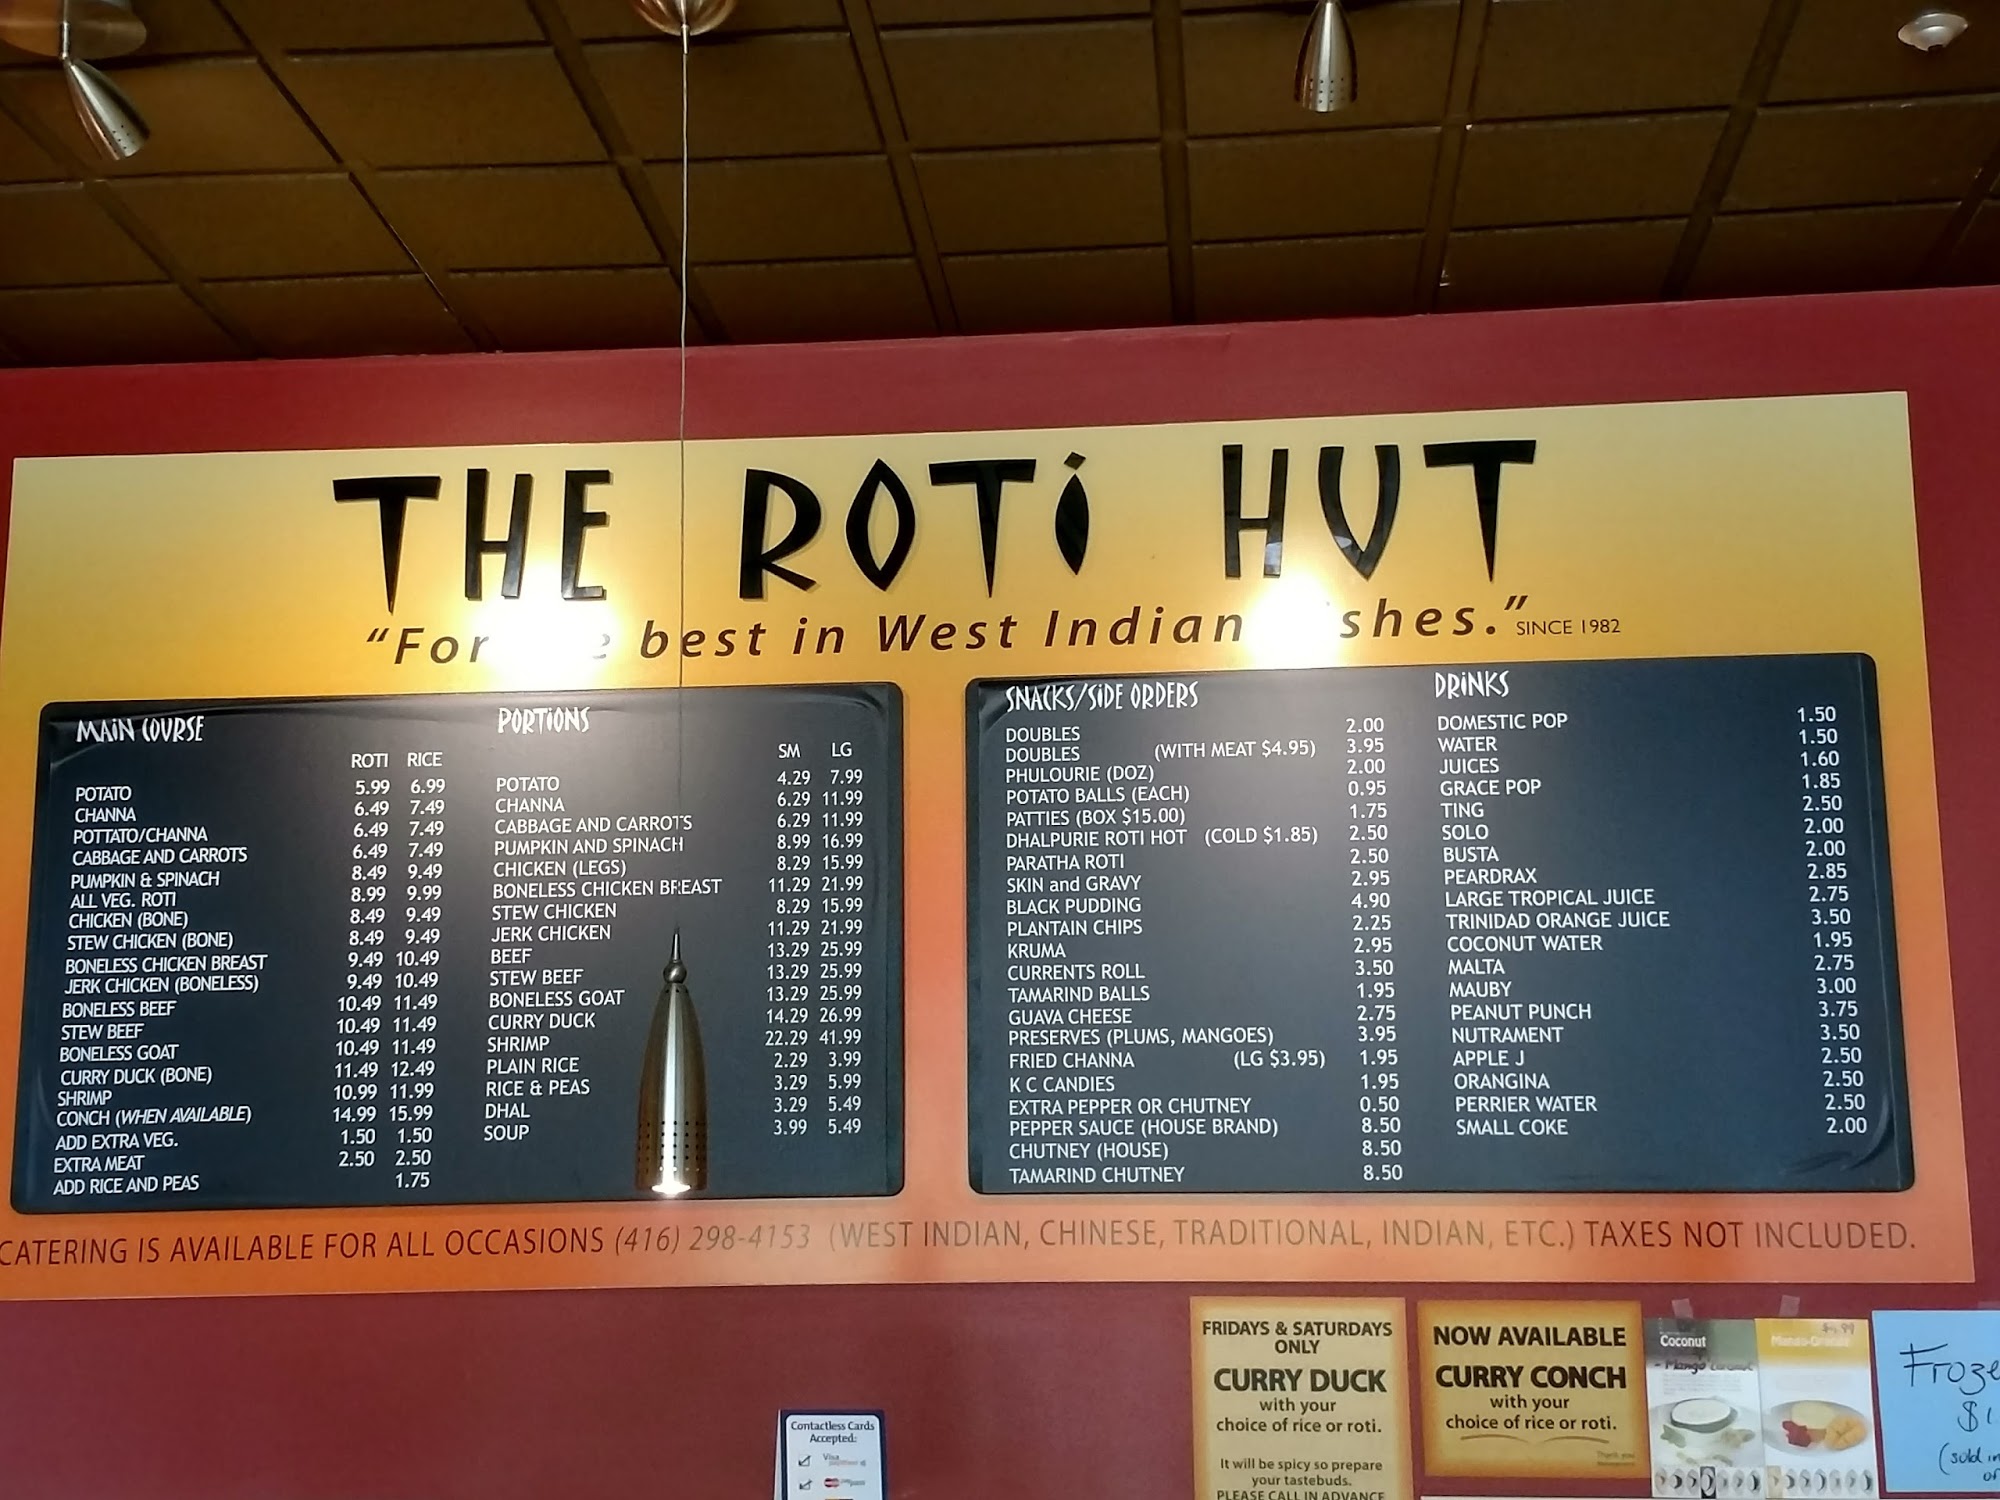 THE ROTI HUT
"For best in West Indian
SINCE 1982
MAIN COURSE
ROTI RICE
POTATO 5.99 6.99
CHANNA 6.49 7.49
POTTATO/CHANNA 6.49 7.49
CABBAGE AND CARROTS 6.49 7.49
PUMPKIN & SPINACH 8.49 9.49
ALL VEG. ROTI 8.99 9.99
CHICKEN (BONE) 8.49 9.49
STEW CHICKEN (BONE) 8.49 9.49
BONELESS CHICKEN BREAST 9.49 10.49
JERK CHICKEN (BONELESS) 9.49 10.49
BONELESS BEEF 10.49 11.49
STEW BEEF 10.49 11.49
BONELESS GOAT 10.49 11.49
CURRY DUCK (BONE) 11.49 12.49
SHRIMP 10.99 11.99
CONCH (WHEN AVAILABLE) 14.99 15.99
ADD EXTRA VEG. 1.50 1.50
EXTRA MEAT 2.50 2.50
ADD RICE AND PEAS 1.75
PORTIONS
SM LG
POTATO 4.29 7.99
CHANNA 6.29 11.99
CABBAGE AND CARROTS 6.29 11.99
PUMPKIN AND SPINACH 8.99 16.99
CHICKEN (LEGS) 8.29 15.99
BONELESS CHICKEN BREAST 11.29 21.99
STEW CHICKEN 8.29 15.99
JERK CHICKEN 11.29 21.99
BEEF 13.29 25.99
STEW BEEF 13.29 25.99
BONELESS GOAT 13.29 25.99
CURRY DUCK 14.29 26.99
SHRIMP 22.29 41.99
PLAIN RICE 2.29 3.99
RICE & PEAS 3.29 5.99
DHAL 3.29 5.49
SOUP 3.99 5.49
SNACKS/SIDE ORDERS
DOUBLES 2.00
DOUBLES (WITH MEAT $4.95) 3.95
PHULOURIE (DOZ) 2.00
POTATO BALLS (EACH) 0.95
PATTIES (BOX $15.00) 1.75
DHALPURIE ROTI HOT (COLD $1.85) 2.50
PARATHA ROTI 2.50
SKIN and GRAVY 2.95
BLACK PUDDING 4.90
PLANTAIN CHIPS 2.25
KRUMA 2.95
CURRENTS ROLL 3.50
TAMARIND BALLS 1.95
GUAVA CHEESE 2.75
PRESERVES (PLUMS, MANGOES) 3.95
FRIED CHANNA (LG $3.95) 1.95
K C CANDIES 1.95
EXTRA PEPPER OR CHUTNEY 0.50
PEPPER SAUCE (HOUSE BRAND) 8.50
CHUTNEY (HOUSE) 8.50
TAMARIND CHUTNEY 8.50
DRINKS
DOMESTIC POP 1.50
WATER 1.50
JUICES 1.60
GRACE POP 1.85
TING 2.50
SOLO 2.00
BUSTA 2.00
PEARDRAX 2.85
LARGE TROPICAL JUICE 2.75
TRINIDAD ORANGE JUICE 3.50
COCONUT WATER 1.95
MALTA 2.75
MAUBY 3.00
PEANUT PUNCH 3.75
NUTRAMENT 3.50
APPLE J 2.50
ORANGINA 2.50
PERRIER WATER 2.50
SMALL COKE 2.00
CATERING IS AVAILABLE FOR ALL OCCASIONS (416) 298-4153 (WEST INDIAN, CHINESE, TRADITIONAL, INDIAN, ETC.) TAXES NOT INCLUDED.
Contactless Cards
Accepted:
Visa
FRIDAYS & SATURDAYS
ONLY
CURRY DUCK
with your
choice of rice or roti.
It will be spicy so prepare
your tastebuds.
PLEASE CALL IN ADVANCE
NOW AVAILABLE
CURRY CONCH
with your
choice of rice or roti.
Thank you
Coconut